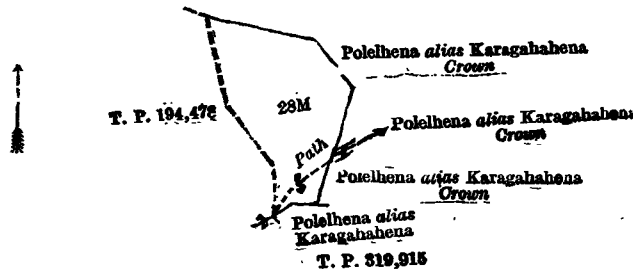 Polelhena alias Karagahahena
Crown
28M
T. P. 194,478
Polelhena alias Karagahahena
Crown
Path
Polelhena alias Karagahahena
Crown
Polelhena alias
Karagahahena
T. P. 319,915